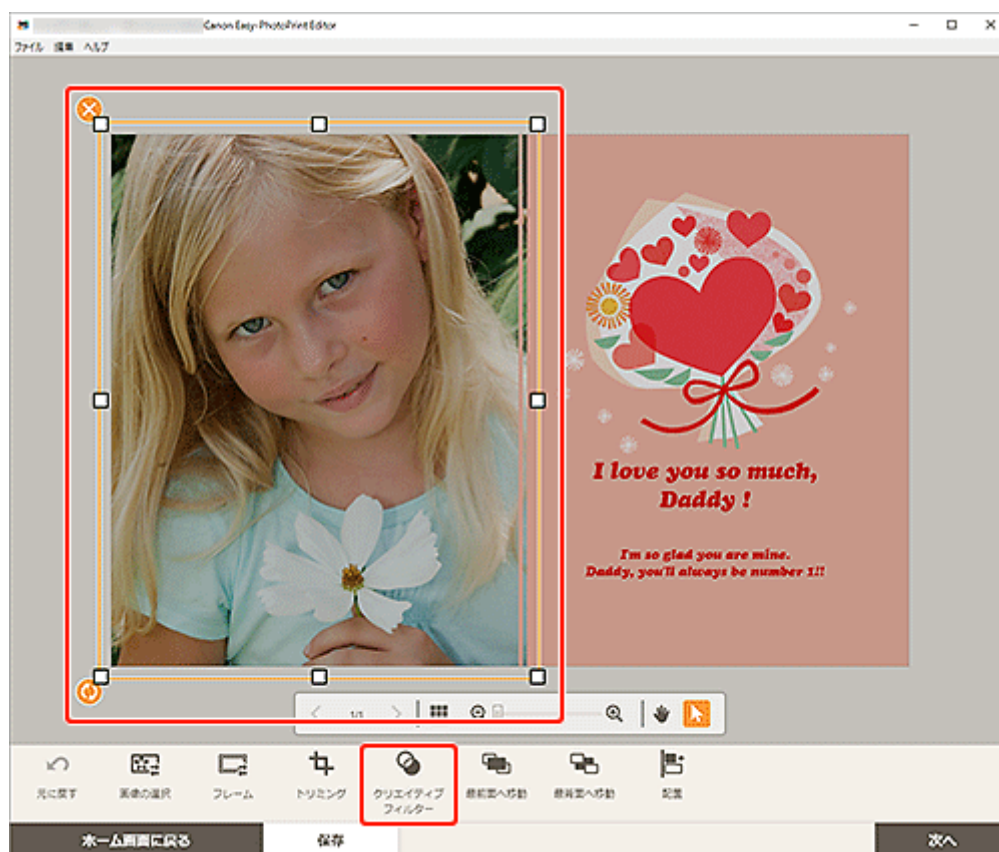 Canon Easy-PhotoPrint Editor
ファイル 編集 ヘルプ
I love you so much,
Daddy !
I'm so glad you are mine.
Daddy, you'll always be number 1!!
1/1
元に戻す
画像の選択
フレーム
トリミング
クリエイティブ
フィルター
最前面へ移動
最背面へ移動
配置
ホーム画面に戻る
保存
次へ